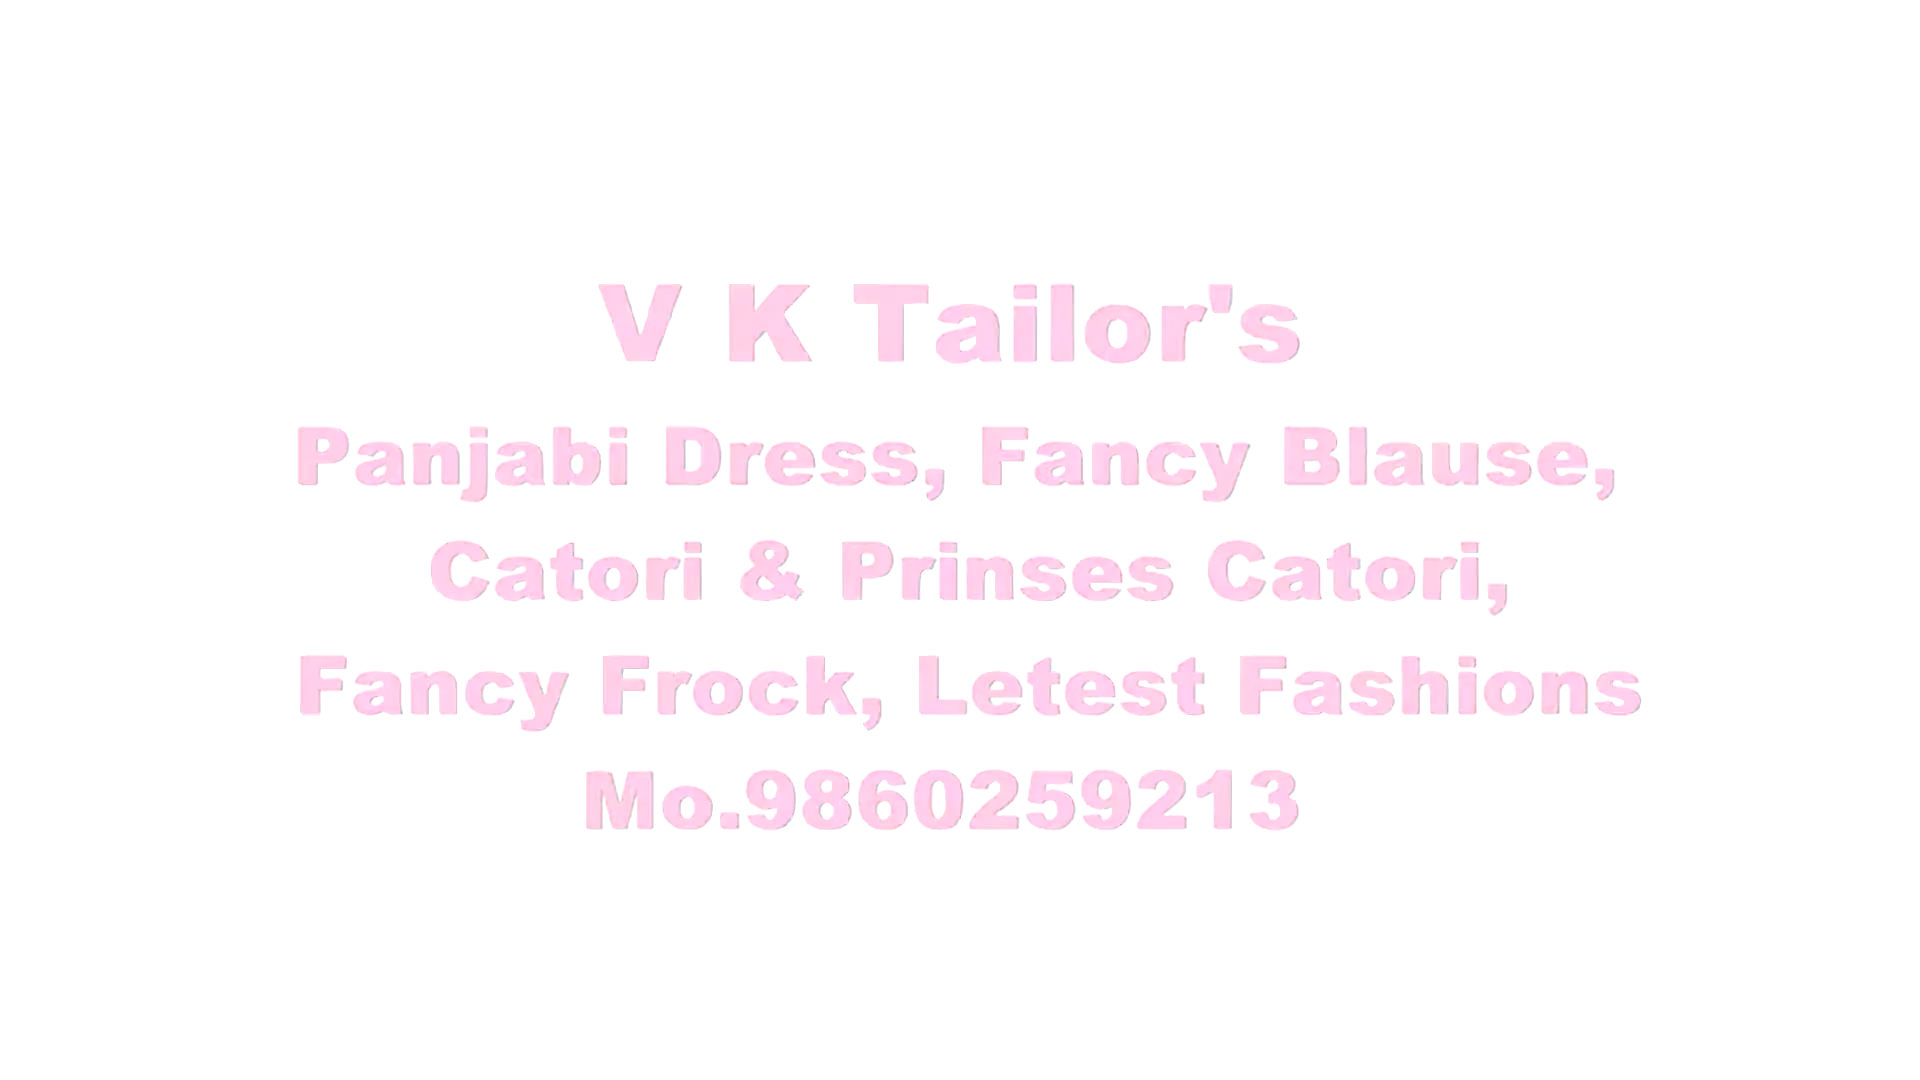 V K Tailor's
Panjabi Dress, Fancy Blause,
Catori & Prinses Catori,
Fancy Frock, Letest Fashions
Mo.9860259213